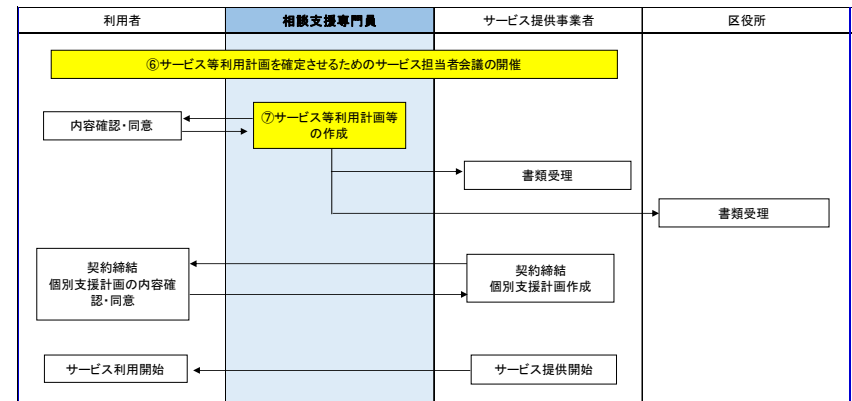 利用者
相談支援専門員
サービス提供事業者
区役所
⑥サービス等利用計画を確定させるためのサービス担当者会議の開催
⑦サービス等利用計画等
の作成
内容確認・同意
書類受理
書類受理
契約締結
個別支援計画の内容確
認・同意
契約締結
個別支援計画作成
サービス利用開始
サービス提供開始